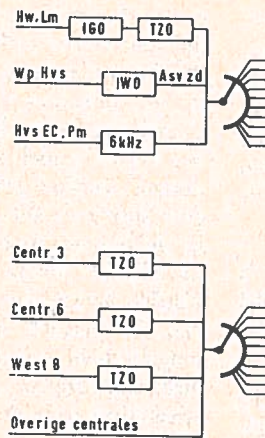 Hw.Lm IGO TZO
Wp Hvs IWO Asv zd
Hvs EC.Pm 6kHz
Centr.3 TZO
Centr.6 TZO
West 8 TZO
Overige centrales